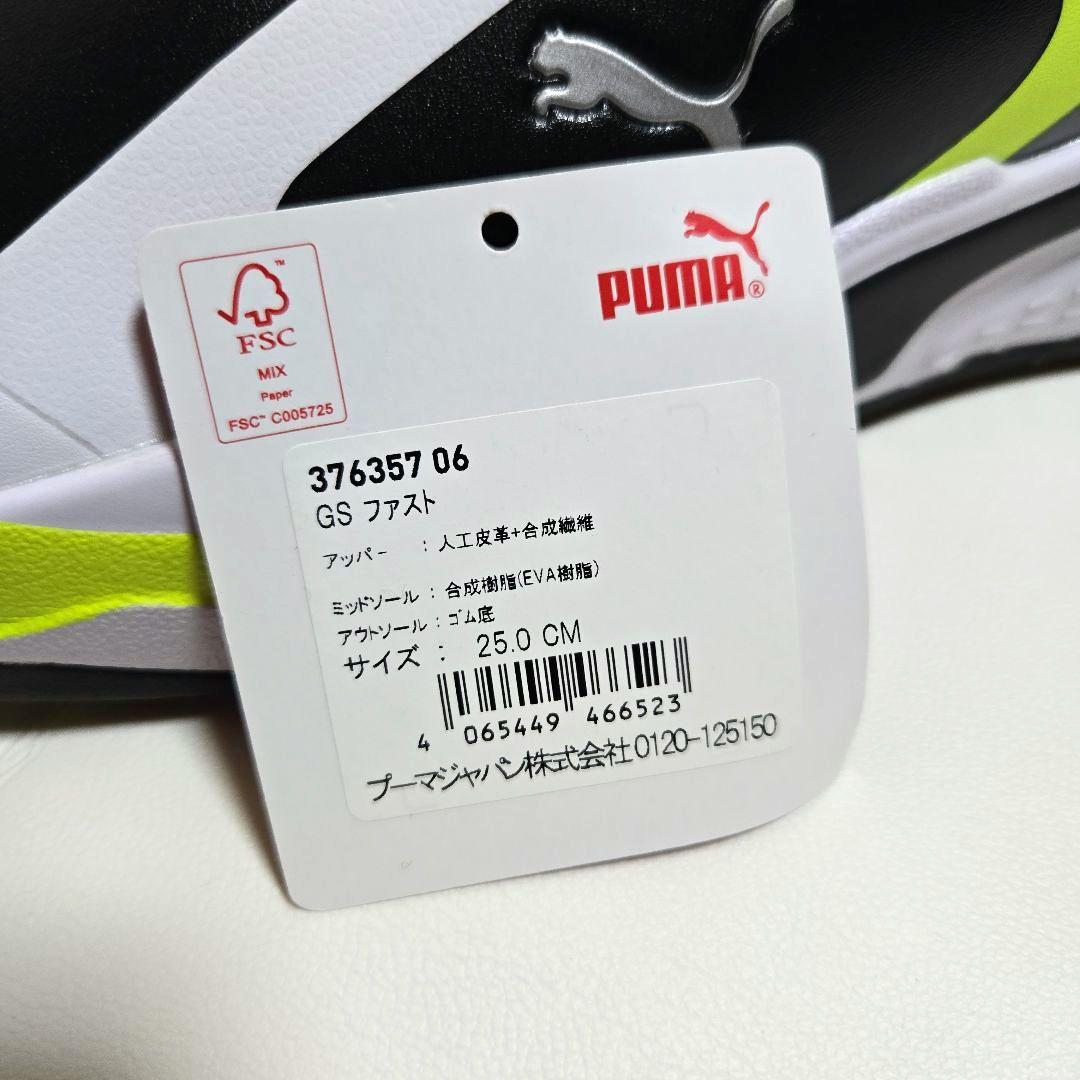 PUMA®
™
FSC
MIX
Paper
FSC™ C005725
376357 06
GS ファスト
アッパー : 人工皮革+合成繊維
ミッドソール : 合成樹脂(EVA樹脂)
アウトソール : ゴム底
サイズ : 25.0 CM
4 065449 466523
プーマジャパン株式会社 0120-125150